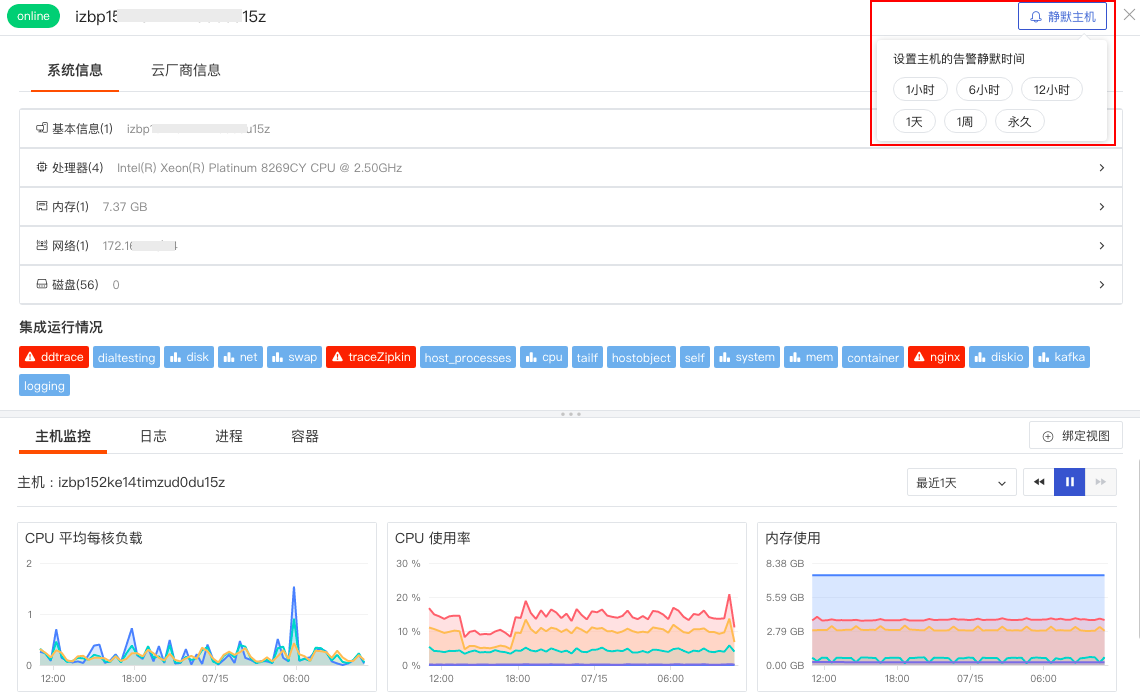 online izbp15 15z
静默主机
设置主机的告警静默时间
1小时 6小时 12小时
1天 1周 永久
系统信息 云厂商信息
基本信息(1) izbp1 u15z
处理器(4) Intel(R) Xeon(R) Platinum 8269CY CPU @ 2.50GHz
内存(1) 7.37 GB
网络(1) 172.16
磁盘(56) 0
集成运行情况
ddtrace dialtesting disk net swap traceZipkin host_processes cpu tailf hostobject self system mem container nginx diskio kafka
logging
主机监控 日志 进程 容器 绑定视图
主机：izbp152ke14timzud0du15z 最近1天
CPU 平均每核负载
2
1
0
12:00 18:00 07/15 06:00
CPU 使用率
30 %
20 %
10 %
0 %
12:00 18:00 07/15 06:00
内存使用
8.38 GB
5.59 GB
2.79 GB
0.00 GB
12:00 18:00 07/15 06:00